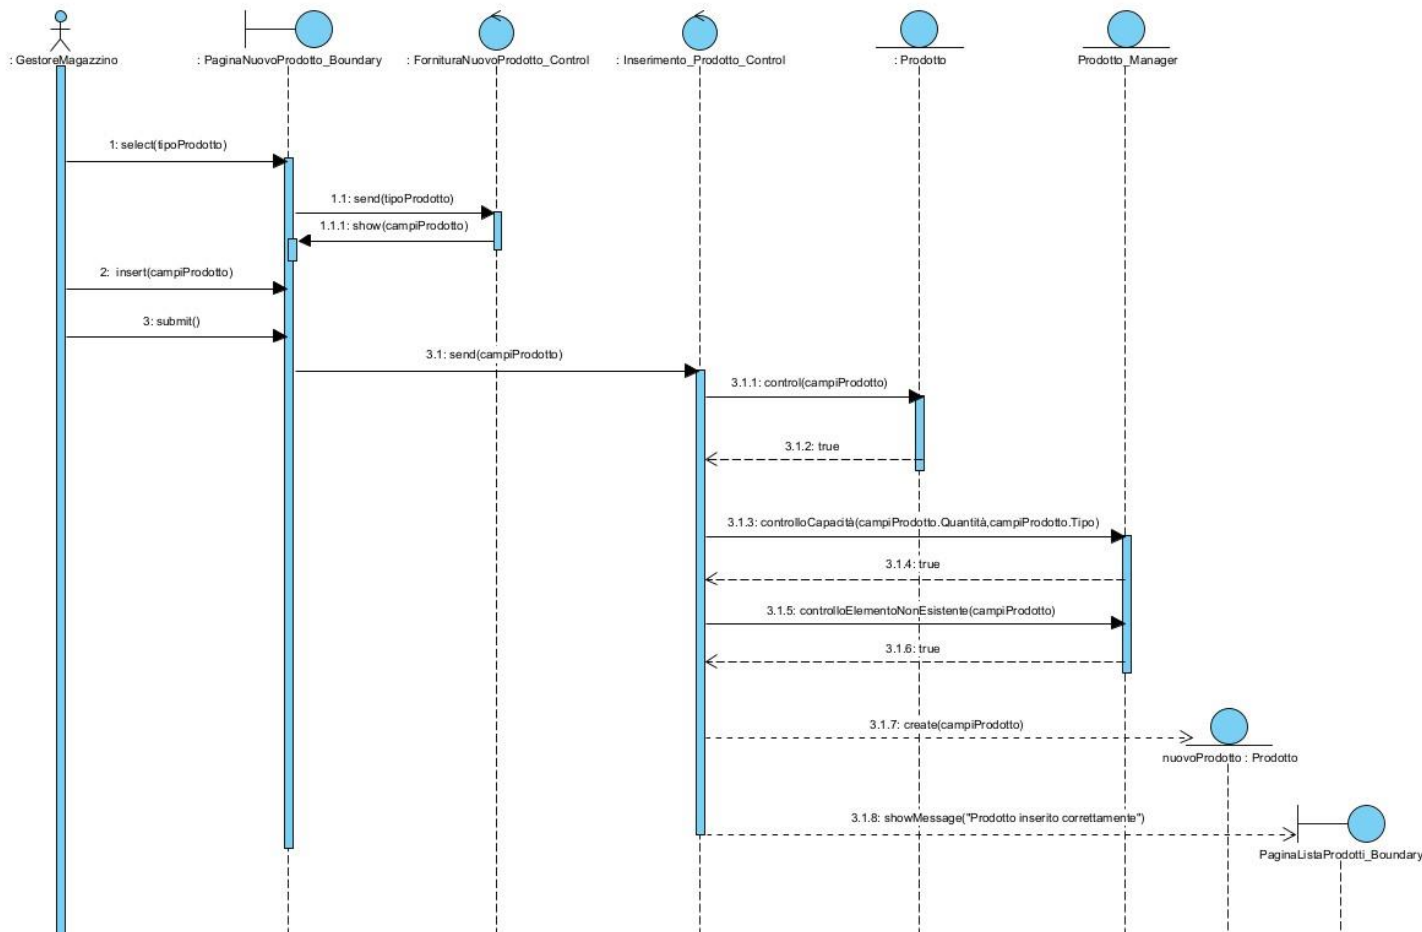 : GestoreMagazzino
: PaginaNuovoProdotto_Boundary
: FornituraNuovoProdotto_Control
: Inserimento_Prodotto_Control
: Prodotto
Prodotto_Manager
1: select(tipoProdotto)
1.1: send(tipoProdotto)
1.1.1: show(campiProdotto)
2: insert(campiProdotto)
3: submit()
3.1: send(campiProdotto)
3.1.1: control(campiProdotto)
3.1.2: true
3.1.3: controlloCapacità(campiProdotto.Quantità,campiProdotto.Tipo)
3.1.4: true
3.1.5: controlloElementoNonEsistente(campiProdotto)
3.1.6: true
3.1.7: create(campiProdotto)
nuovoProdotto : Prodotto
3.1.8: showMessage("Prodotto inserito correttamente")
PaginaListaProdotti_Boundary